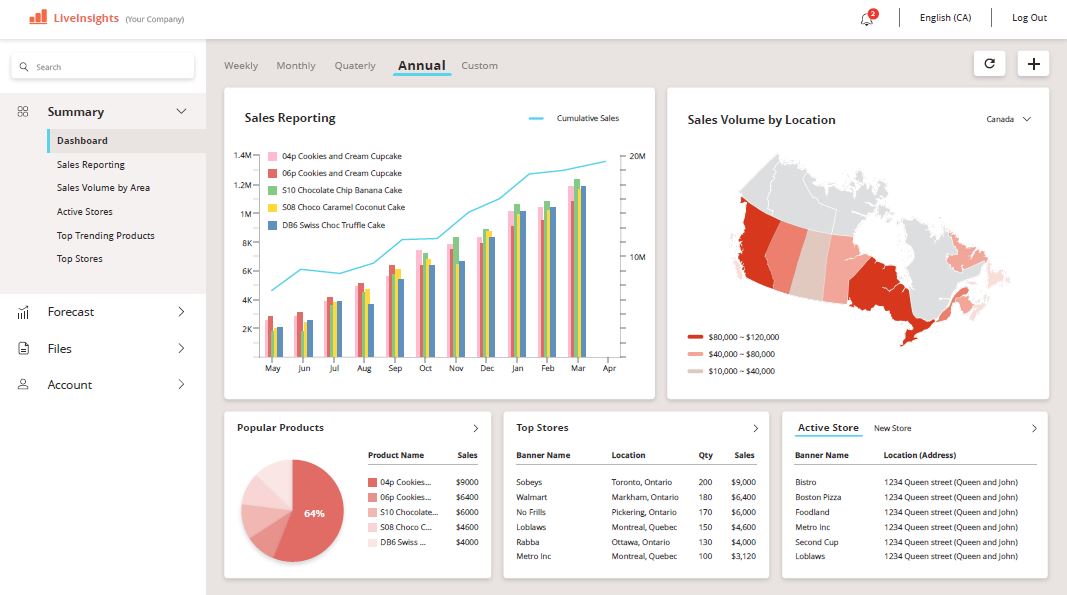 LiveInsights (Your Company)
2
English (CA)
Log Out
Search
Summary
Dashboard
Sales Reporting
Sales Volume by Area
Active Stores
Top Trending Products
Top Stores
Forecast
Files
Account
Weekly Monthly Quaterly Annual Custom
Sales Reporting
Cumulative Sales
04p Cookies and Cream Cupcake
06p Cookies and Cream Cupcake
S10 Chocolate Chip Banana Cake
S08 Choco Caramel Coconut Cake
DB6 Swiss Choc Truffle Cake
1.4M
1.2M
1M
8K
6K
4K
2K
20M
10M
May Jun Jul Aug Sep Oct Nov Dec Jan Feb Mar Apr
Sales Volume by Location
Canada
$80,000 ~ $120,000
$40,000 ~ $80,000
$10,000 ~ $40,000
Popular Products
64%
Product Name Sales
04p Cookies... $9000
06p Cookies... $6400
S10 Chocolate... $6000
S08 Choco C... $4600
DB6 Swiss ... $4000
Top Stores
Banner Name Location Qty Sales
Sobeys Toronto, Ontario 200 $9,000
Walmart Markham, Ontario 180 $6,400
No Frills Pickering, Ontario 170 $6,000
Loblaws Montreal, Quebec 150 $4,600
Rabba Ottawa, Ontario 130 $4,000
Metro Inc Montreal, Quebec 100 $3,120
Active Store New Store
Banner Name Location (Address)
Bistro 1234 Queen street (Queen and John)
Boston Pizza 1234 Queen street (Queen and John)
Foodland 1234 Queen street (Queen and John)
Metro Inc 1234 Queen street (Queen and John)
Second Cup 1234 Queen street (Queen and John)
Loblaws 1234 Queen street (Queen and John)